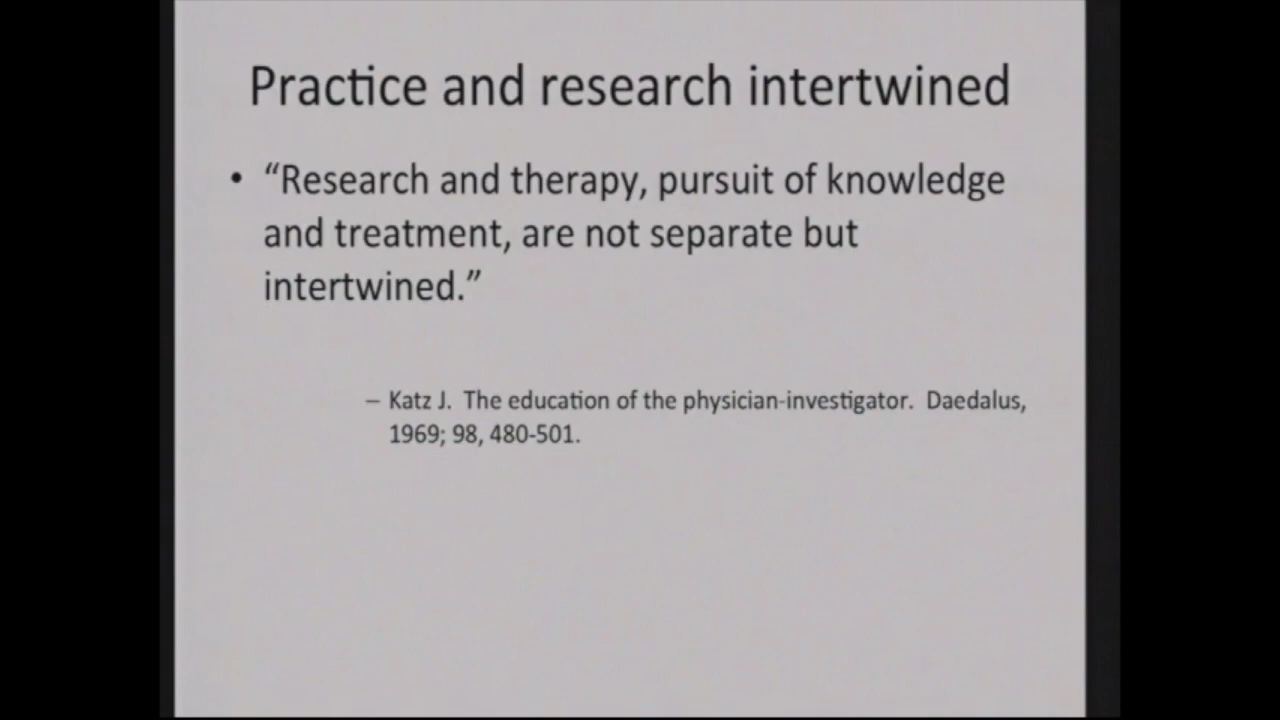 Practice and research intertwined
• “Research and therapy, pursuit of knowledge
and treatment, are not separate but
intertwined.”
– Katz J.  The education of the physician-investigator.  Daedalus,
1969; 98, 480-501.